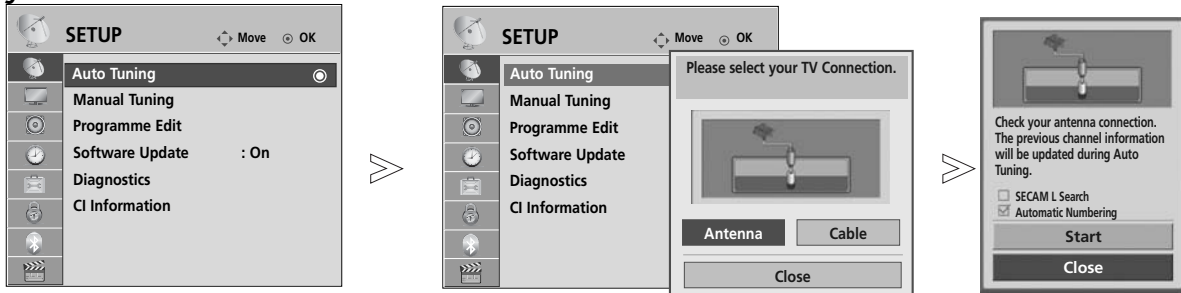 SETUP
Move
OK
Auto Tuning
Manual Tuning
Programme Edit
Software Update : On
Diagnostics
CI Information
SETUP
Move
OK
Auto Tuning
Manual Tuning
Programme Edit
Software Update
Diagnostics
CI Information
Please select your TV Connection.
Antenna
Cable
Close
Check your antenna connection.
The previous channel information
will be updated during Auto
Tuning.
SECAM L Search
Automatic Numbering
Start
Close